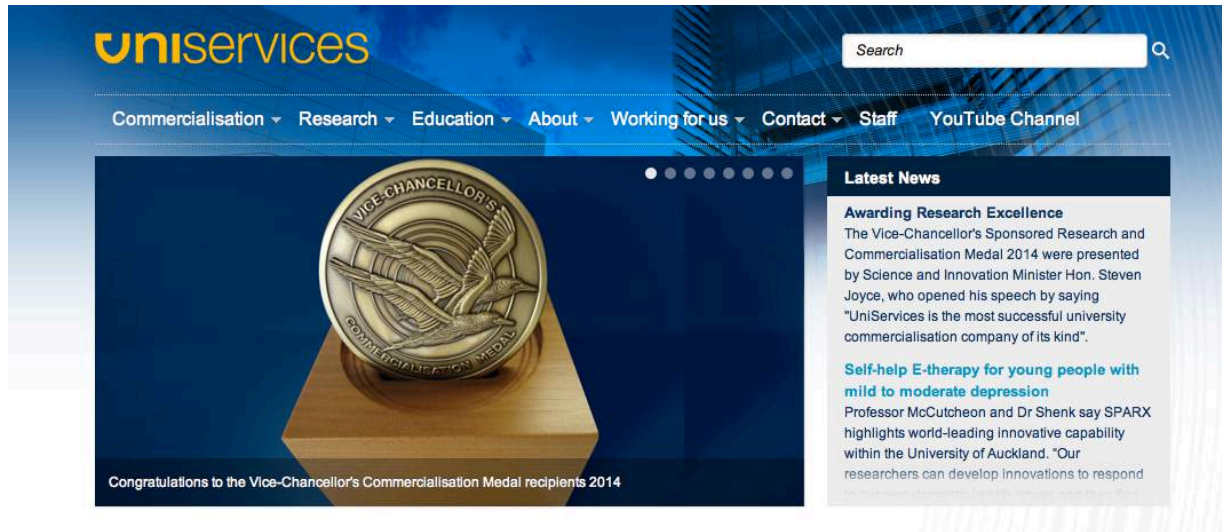 uniservices
Search
Commercialisation Research Education About Working for us Contact Staff YouTube Channel
VICE-CHANCELLOR'S
COMMERCIALISATION MEDAL
Congratulations to the Vice-Chancellor's Commercialisation Medal recipients 2014
Latest News
Awarding Research Excellence
The Vice-Chancellor's Sponsored Research and
Commercialisation Medal 2014 were presented
by Science and Innovation Minister Hon. Steven
Joyce, who opened his speech by saying
"UniServices is the most successful university
commercialisation company of its kind".
Self-help E-therapy for young people with
mild to moderate depression
Professor McCutcheon and Dr Shenk say SPARX
highlights world-leading innovative capability
within the University of Auckland. "Our
researchers can develop innovations to respond